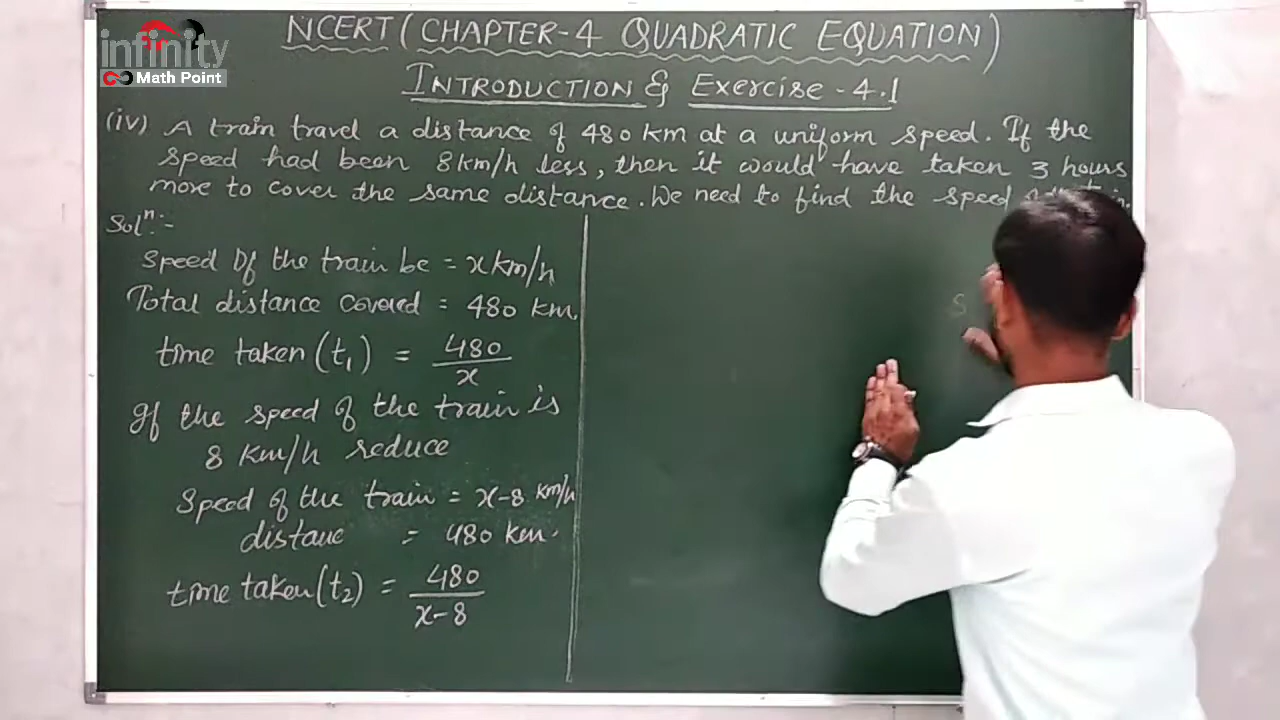 infinity
Math Point
NCERT (CHAPTER-4 QUADRATIC EQUATION)
INTRODUCTION & Exercise - 4.1
(iv) A train travel a distance of 480 km at a uniform speed. If the
speed had been 8km/h less, then it would have taken 3 hours
more to cover the same distance. We need to find the speed
Solⁿ:-
Speed Of the train be = x km/h
Total distance covered = 480 km.
time taken (t₁) = 480/x
If the speed of the train is
8 Km/h reduce
Speed of the train = x-8 km/h
distanc = 480 km.
time taken (t₂) = 480/x-8
S